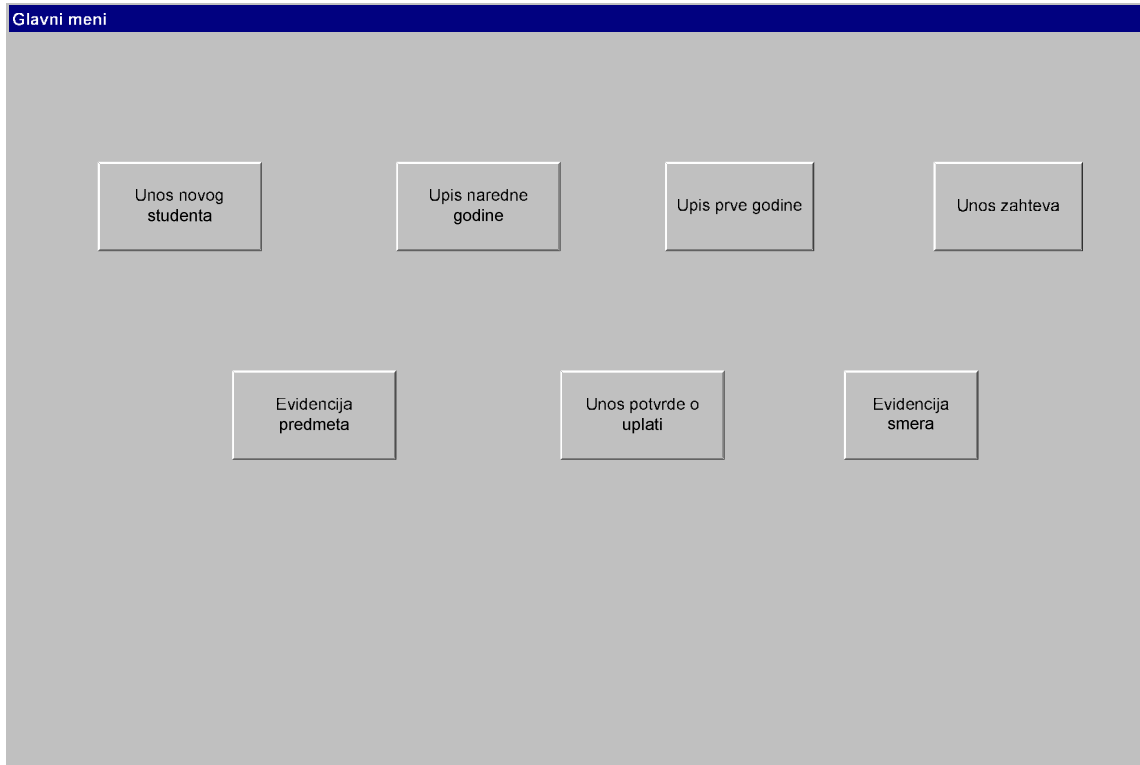 Glavni meni
Unos novog
studenta
Upis naredne
godine
Upis prve godine
Unos zahteva
Evidencija
predmeta
Unos potvrde o
uplati
Evidencija
smera